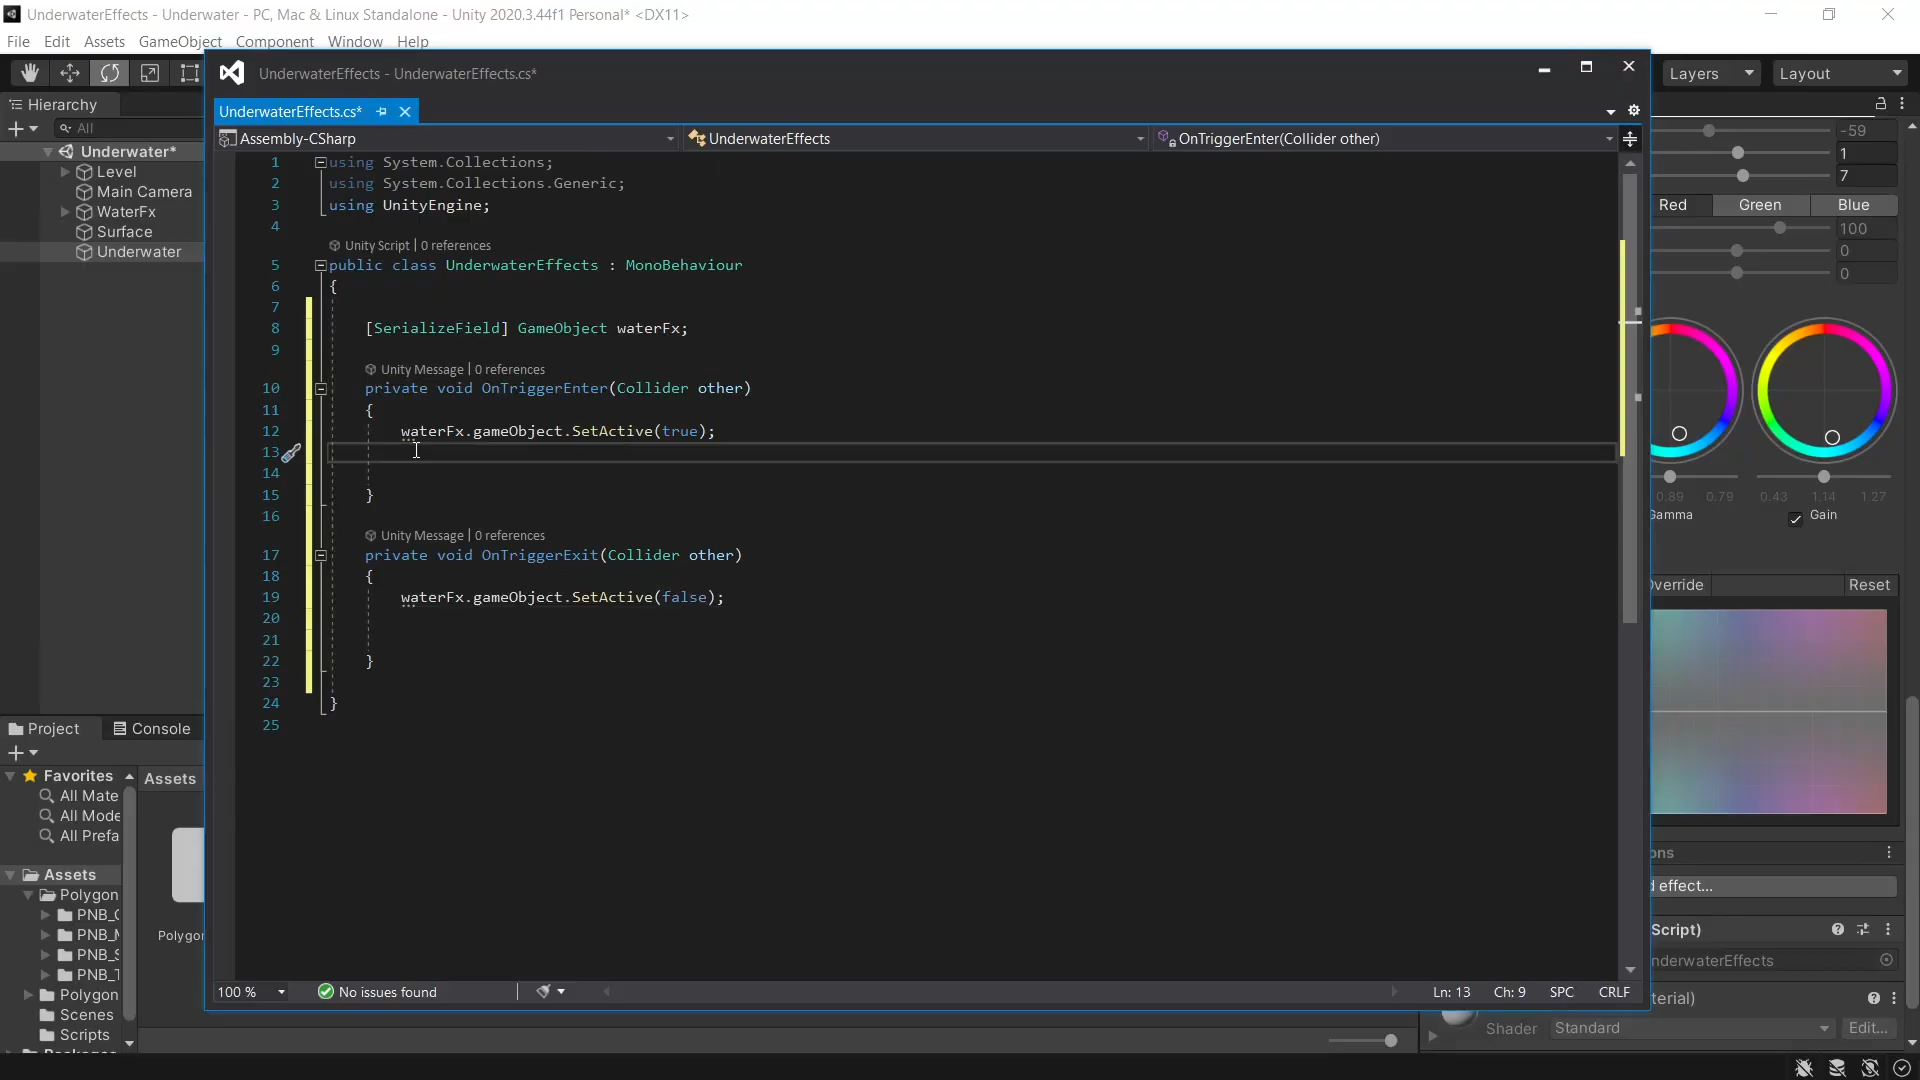 UnderwaterEffects - Underwater - PC, Mac & Linux Standalone - Unity 2020.3.44f1 Personal* <DX11>
File Edit Assets GameObject Component Window Help
UnderwaterEffects - UnderwaterEffects.cs*
Layers Layout
Hierarchy
UnderwaterEffects.cs*
All
Assembly-CSharp UnderwaterEffects OnTriggerEnter(Collider other)
Underwater*
Level
Main Camera
WaterFx
Surface
Underwater
1 using System.Collections;
2 using System.Collections.Generic;
3 using UnityEngine;
4
Unity Script | 0 references
5 public class UnderwaterEffects : MonoBehaviour
6 {
7
8 [SerializeField] GameObject waterFx;
9
Unity Message | 0 references
10 private void OnTriggerEnter(Collider other)
11 {
12 waterFx.gameObject.SetActive(true);
13
14
15 }
16
Unity Message | 0 references
17 private void OnTriggerExit(Collider other)
18 {
19 waterFx.gameObject.SetActive(false);
20
21
22 }
23
24 }
25
-59
1
7
Red Green Blue
100
0
0
0.89 0.79 0.43 1.14 1.27
Gamma Gain
Override Reset
ons
d effect...
Script)
nderwaterEffects
terial)
Shader Standard Edit...
Project Console
Favorites
All Mate
All Mode
All Prefa
Assets
Polygon
PNB_
PNB_
PNB_S
PNB_T
Polygon
Scenes
Scripts
Assets
Polygor
100 % No issues found Ln: 13 Ch: 9 SPC CRLF